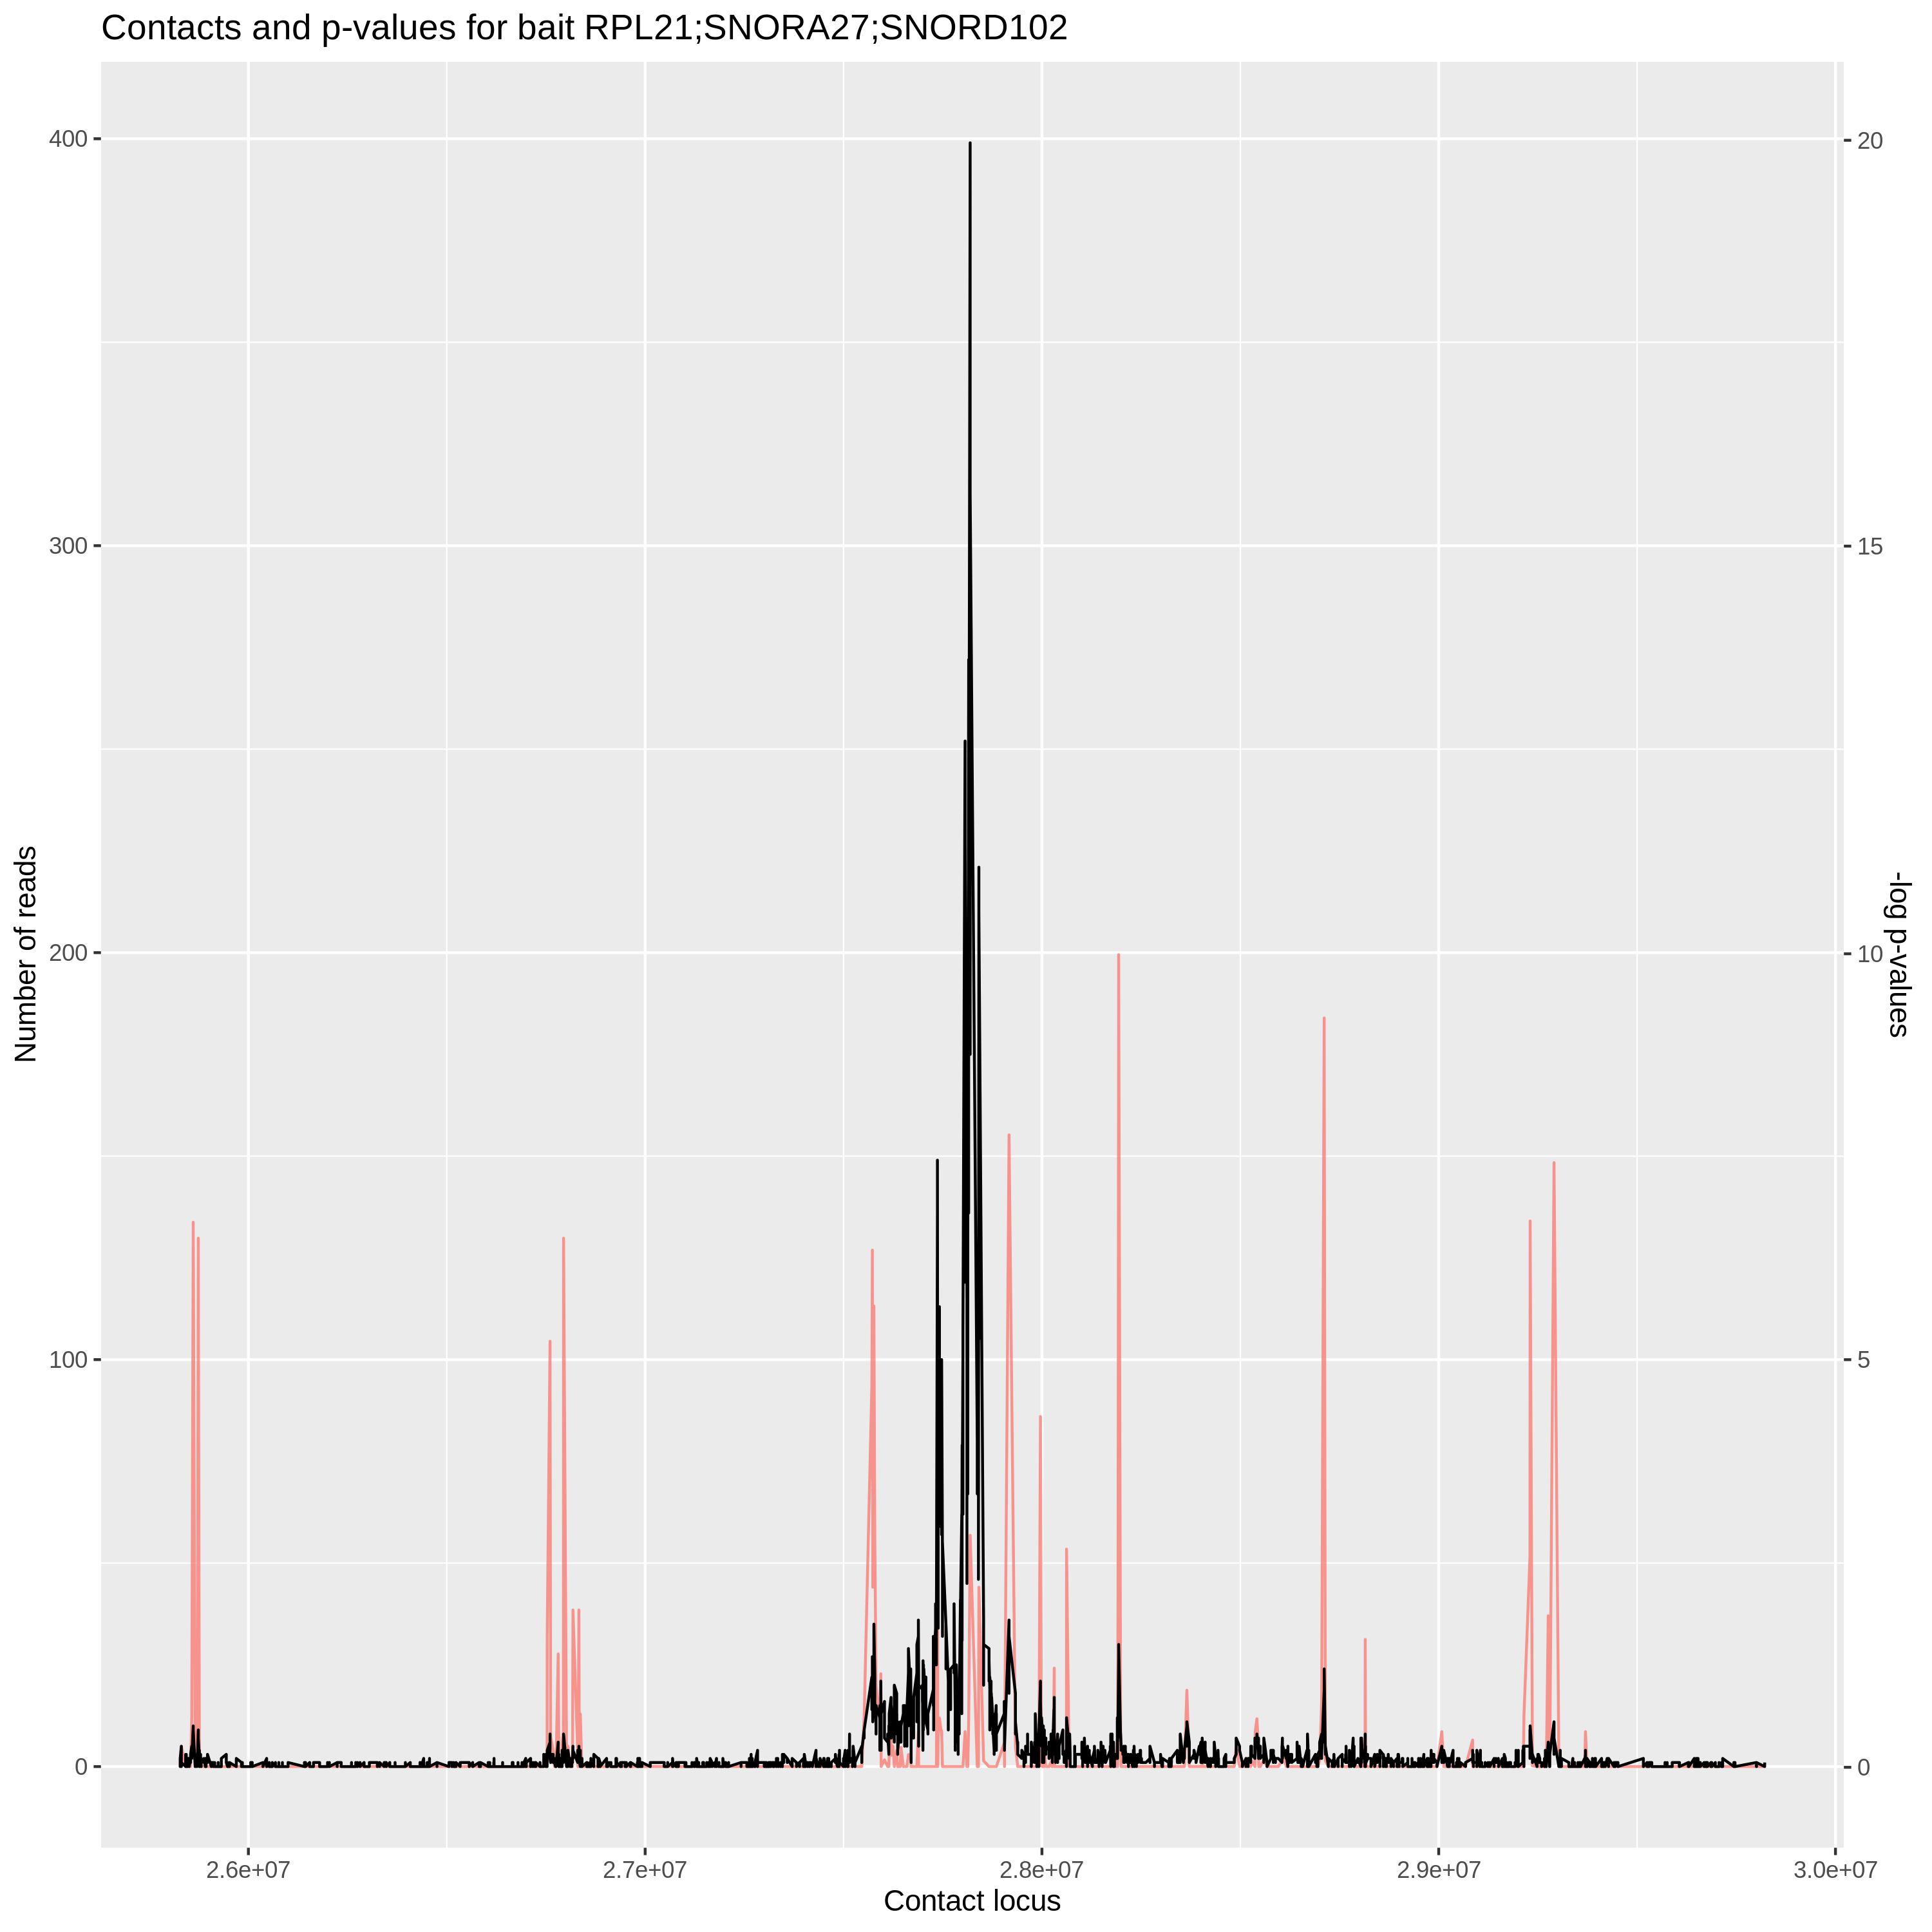 Contacts and p-values for bait RPL21;SNORA27;SNORD102
400
300
200
100
0
Number of reads
20
15
10
5
0
-log p-values
2.6e+07
2.7e+07
2.8e+07
2.9e+07
3.0e+07
Contact locus